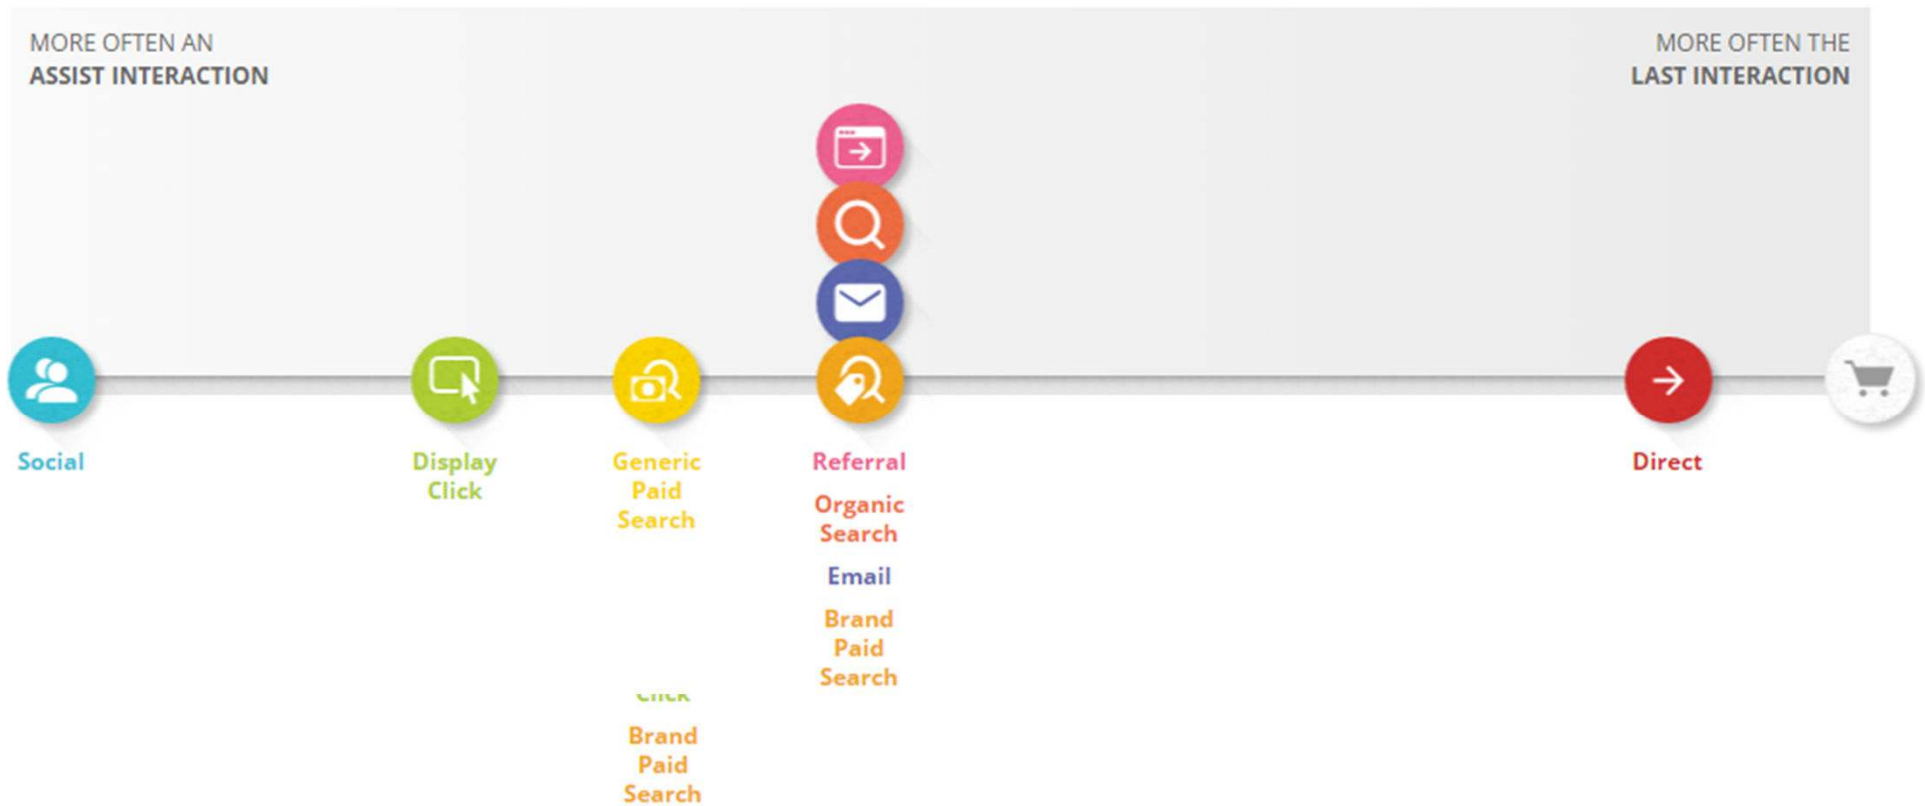 MORE OFTEN AN
ASSIST INTERACTION
MORE OFTEN THE
LAST INTERACTION
Social
Display
Click
Generic
Paid
Search
Referral
Organic
Search
Email
Brand
Paid
Search
Direct
Click
Brand
Paid
Search